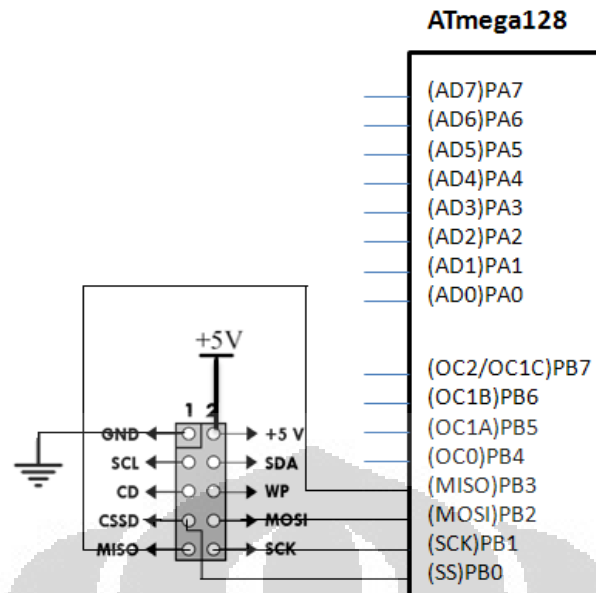 ATmega128
(AD7)PA7
(AD6)PA6
(AD5)PA5
(AD4)PA4
(AD3)PA3
(AD2)PA2
(AD1)PA1
(AD0)PA0
+5V
(OC2/OC1C)PB7
(OC1B)PB6
(OC1A)PB5
(OC0)PB4
(MISO)PB3
(MOSI)PB2
(SCK)PB1
(SS)PB0
1 2
GND +5 V
SCL SDA
CD WP
CSSD MOSI
MISO SCK